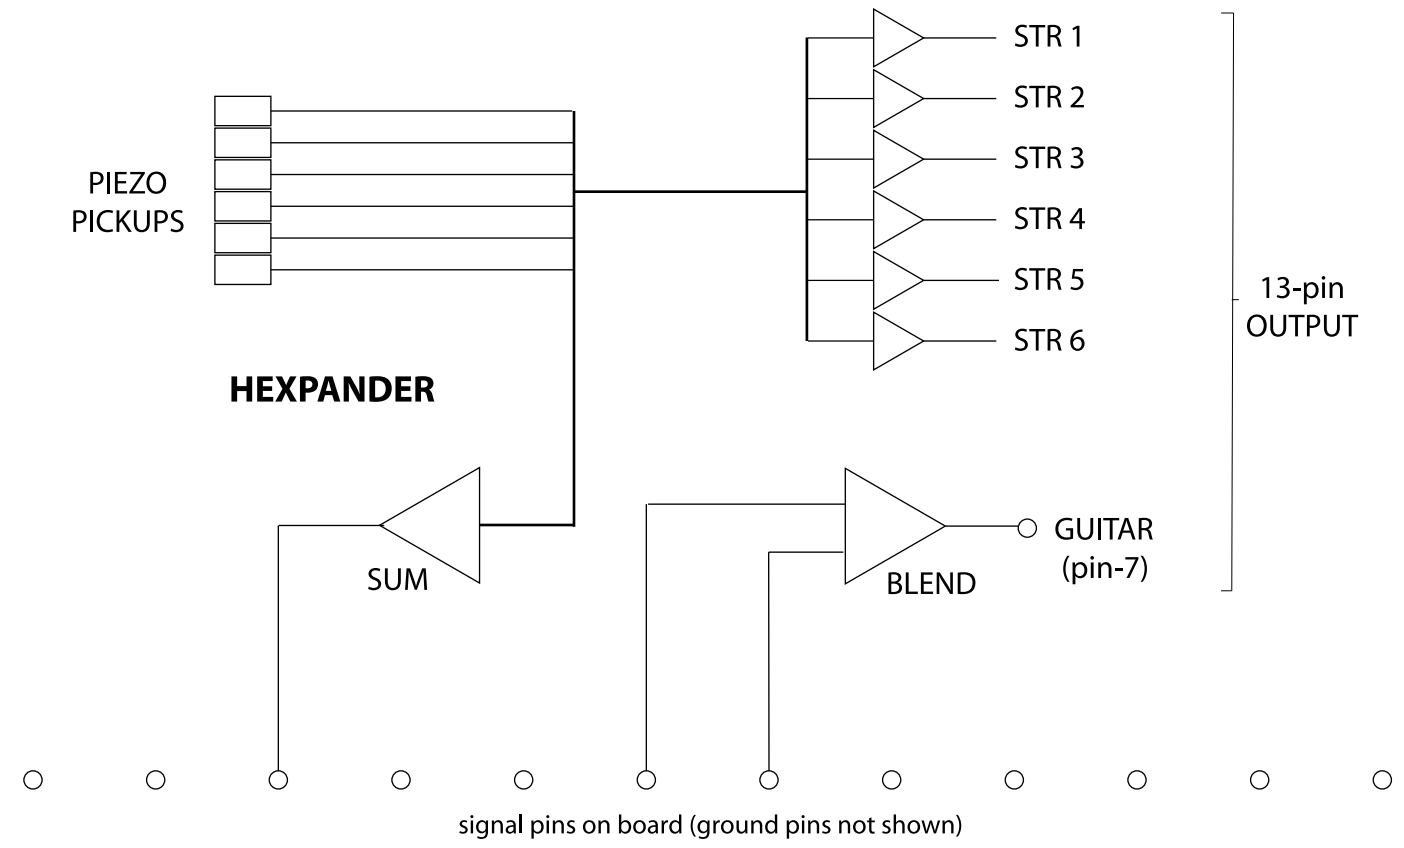 STR 1
STR 2
STR 3
STR 4
STR 5
STR 6
PIEZO
PICKUPS
13-pin
OUTPUT
HEXPANDER
SUM
BLEND
GUITAR
(pin-7)
signal pins on board (ground pins not shown)